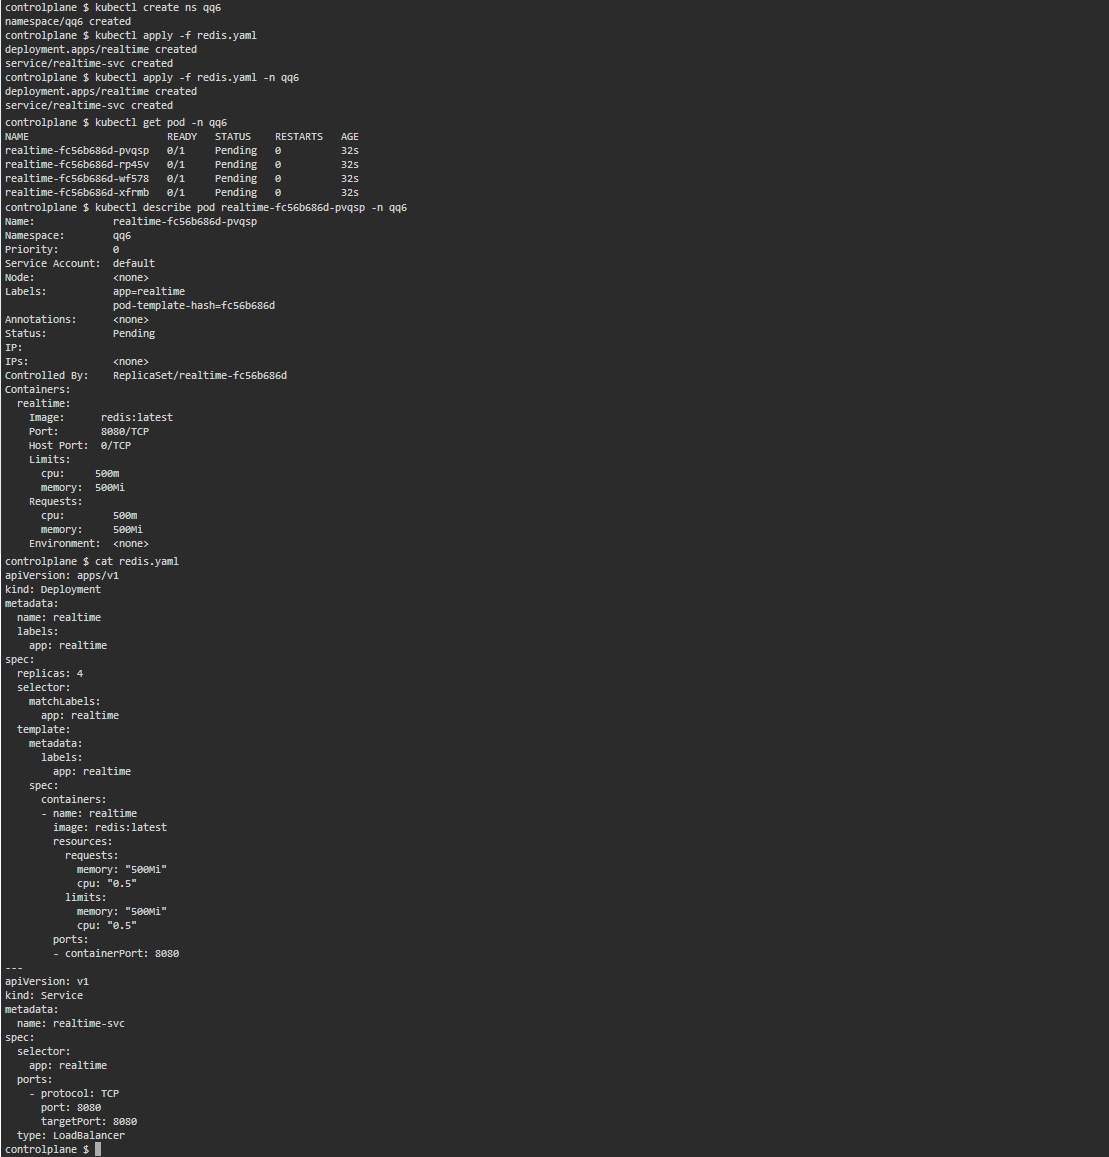 controlplane $ kubectl create ns qq6
namespace/qq6 created
controlplane $ kubectl apply -f redis.yaml
deployment.apps/realtime created
service/realtime-svc created
controlplane $ kubectl apply -f redis.yaml -n qq6
deployment.apps/realtime created
service/realtime-svc created
controlplane $ kubectl get pod -n qq6
NAME                       READY   STATUS    RESTARTS   AGE
realtime-fc56b686d-pvqsp   0/1     Pending   0          32s
realtime-fc56b686d-rp45v   0/1     Pending   0          32s
realtime-fc56b686d-wf578   0/1     Pending   0          32s
realtime-fc56b686d-xfrmb   0/1     Pending   0          32s
controlplane $ kubectl describe pod realtime-fc56b686d-pvqsp -n qq6
Name:             realtime-fc56b686d-pvqsp
Namespace:        qq6
Priority:         0
Service Account:  default
Node:             <none>
Labels:           app=realtime
                  pod-template-hash=fc56b686d
Annotations:      <none>
Status:           Pending
IP:
IPs:              <none>
Controlled By:    ReplicaSet/realtime-fc56b686d
Containers:
  realtime:
    Image:      redis:latest
    Port:       8080/TCP
    Host Port:  0/TCP
    Limits:
      cpu:     500m
      memory:  500Mi
    Requests:
      cpu:        500m
      memory:     500Mi
    Environment:  <none>
controlplane $ cat redis.yaml
apiVersion: apps/v1
kind: Deployment
metadata:
  name: realtime
  labels:
    app: realtime
spec:
  replicas: 4
  selector:
    matchLabels:
      app: realtime
  template:
    metadata:
      labels:
        app: realtime
    spec:
      containers:
      - name: realtime
        image: redis:latest
        resources:
          requests:
            memory: "500Mi"
            cpu: "0.5"
          limits:
            memory: "500Mi"
            cpu: "0.5"
        ports:
        - containerPort: 8080
---
apiVersion: v1
kind: Service
metadata:
  name: realtime-svc
spec:
  selector:
    app: realtime
  ports:
    - protocol: TCP
      port: 8080
      targetPort: 8080
  type: LoadBalancer
controlplane $